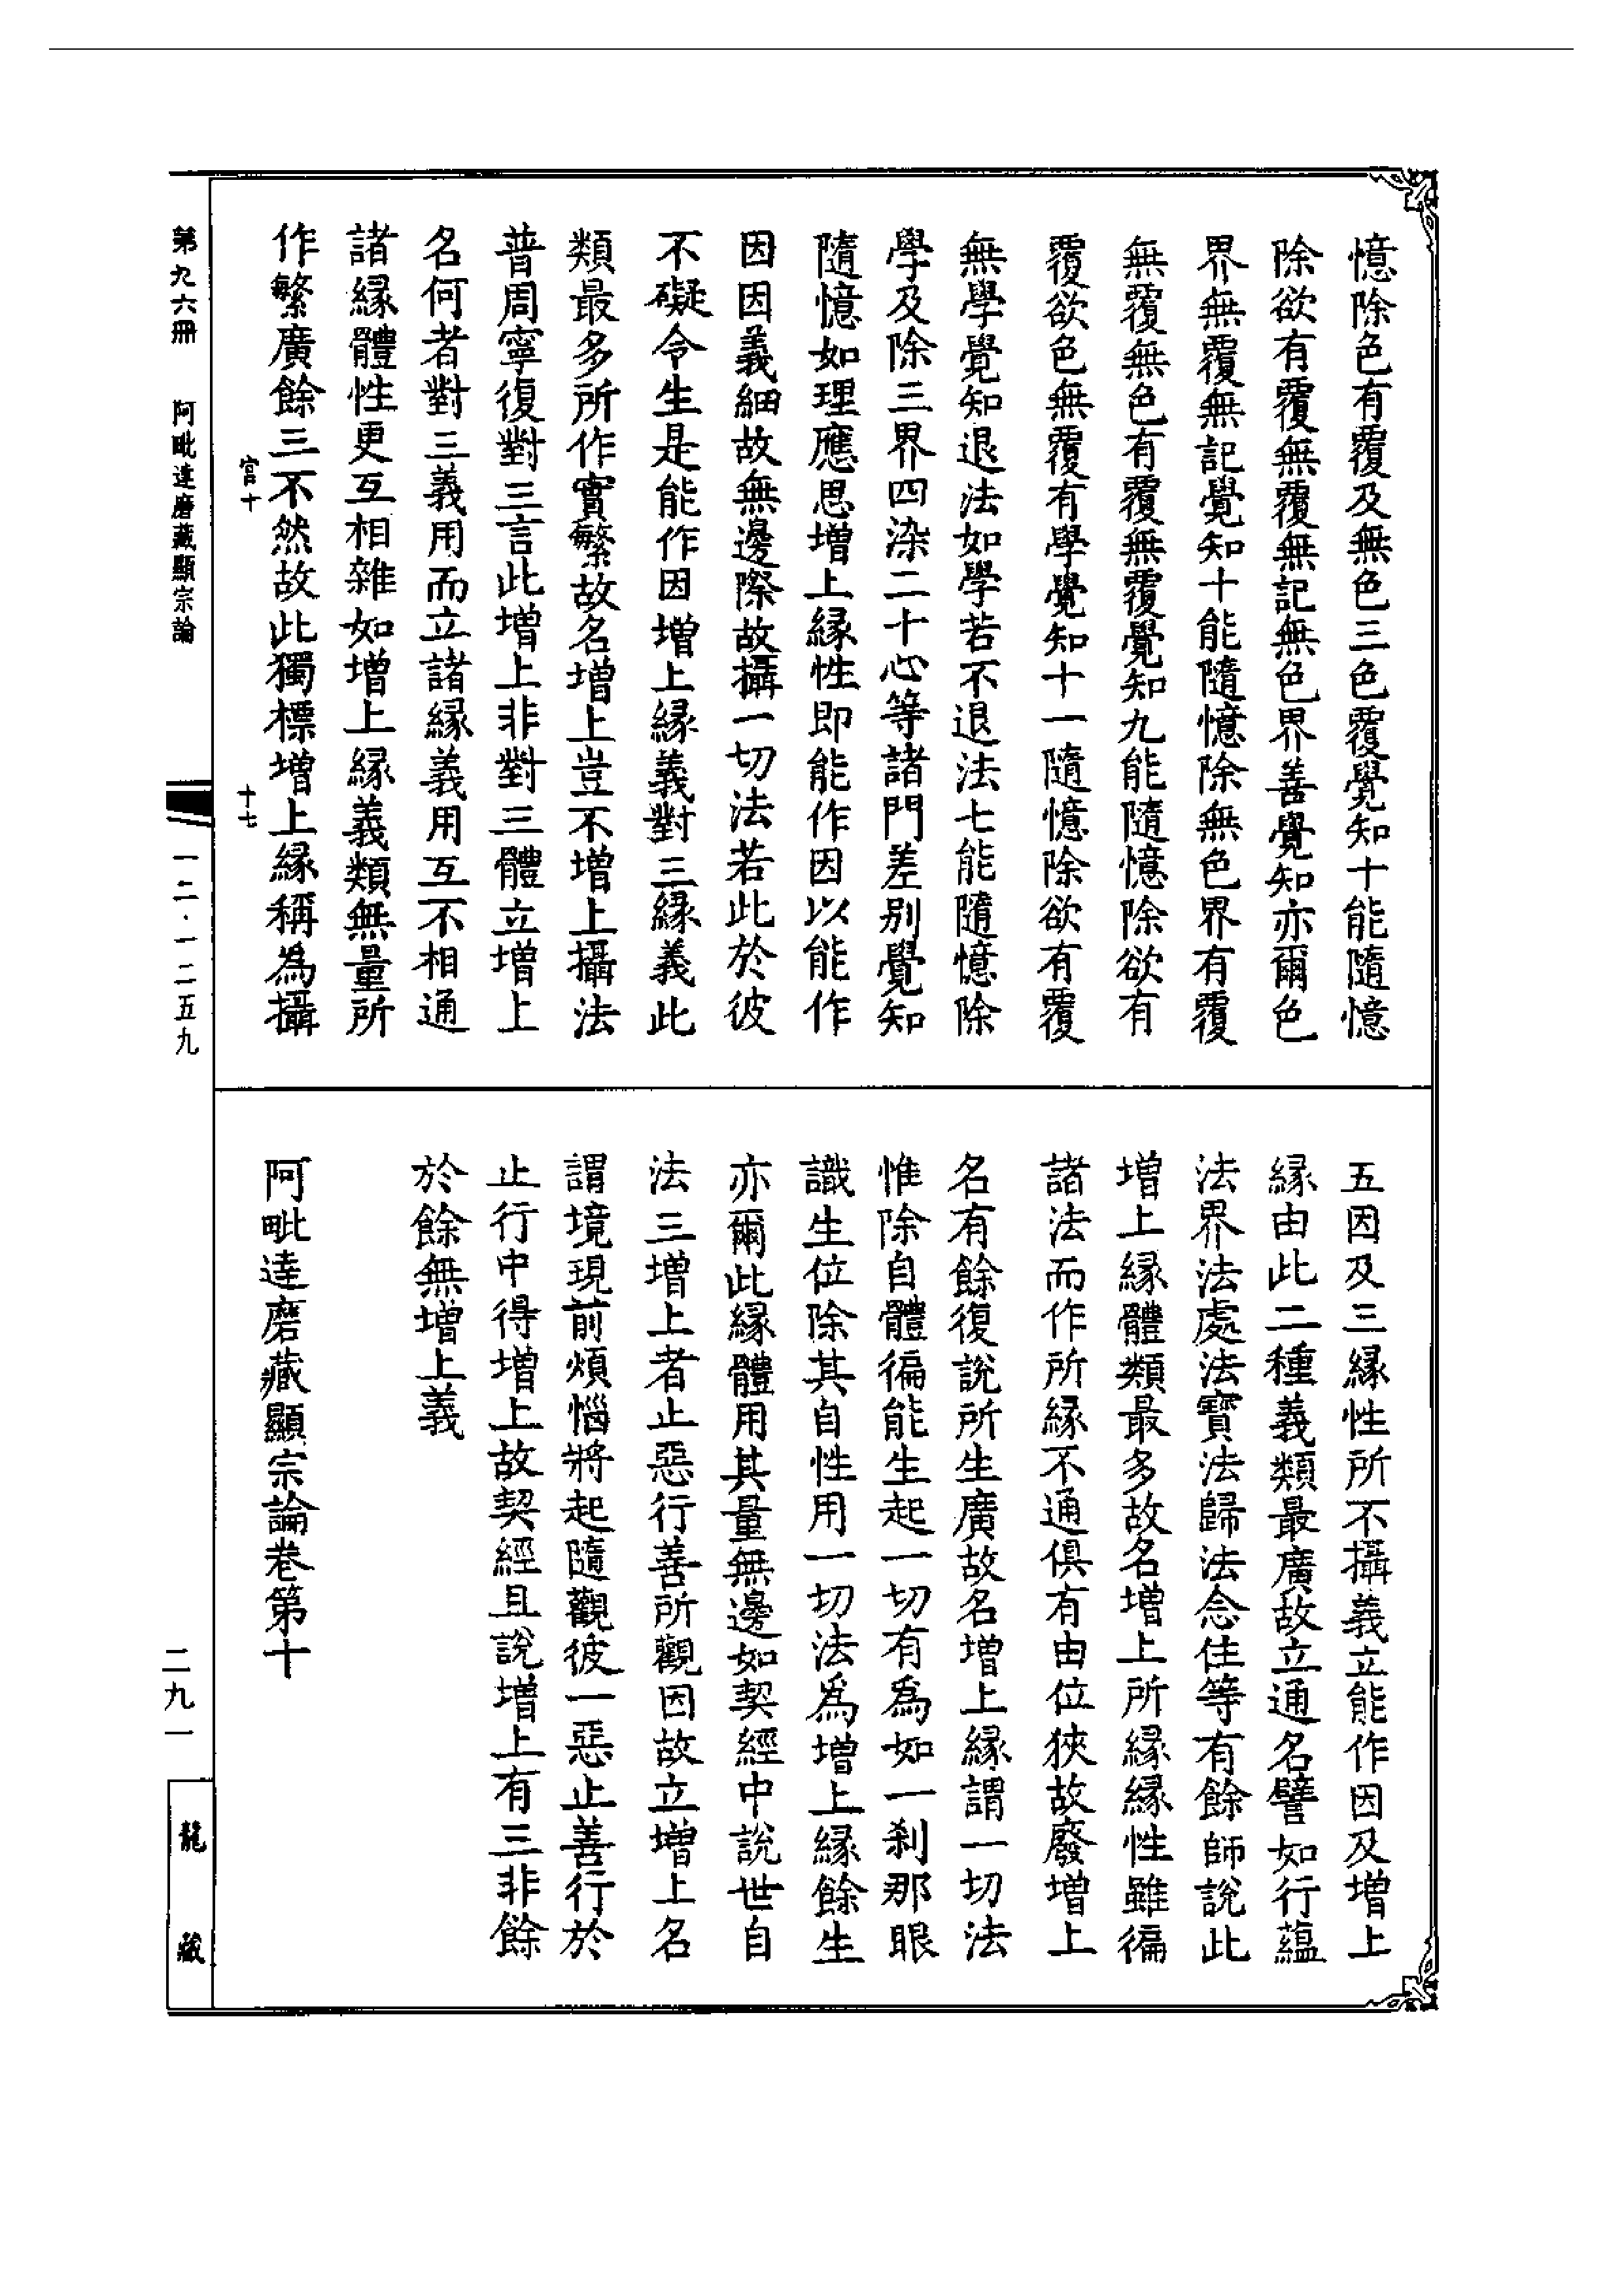 憶除色有覆及無色三色覆覺知十能隨憶
除欲有覆無覆無記無色界善覺知亦爾色
界無覆無記覺知十能隨憶除無色界有覆
無覆無色有覆無覆覺知九能隨憶除欲有
覆欲色無覆有學覺知十一隨憶除欲有覆
無學覺知退法如學若不退法七能隨憶除
學及除三界四染二十心等諸門差別覺知
隨憶如理應思增上緣性即能作因以能作
因因義細故無邊際故攝一切法若此於彼
不礙令生是能作因增上緣義對三緣義此
類最多所作實繁故名增上豈不增上攝法
普周寧復對三言此增上非對三體立增上
名何者對三義用而立諸緣義用互不相通
諸緣體性更互相雜如增上緣義類無量所
作繁廣餘三不然故此獨標增上緣稱為攝
五因及三緣性所不攝義立能作因及增上
緣由此二種義類最廣故立通名譬如行蘊
法界法處法寶法歸法念住等有餘師說此
增上緣體類最多故名增上所緣緣性雖徧
諸法而作所緣不通俱有由位狹故廢增上
名有餘復說所生廣故名增上緣謂一切法
惟除自體徧能生起一切有為如一刹那眼
識生位除其自性用一切法為增上緣餘生
亦爾此緣體用其量無邊如契經中說世自
法三增上者止惡行善所觀因故立增上名
謂境現前煩惱將起隨觀彼一惡止善行於
止行中得增上故契經且說增上有三非餘
於餘無增上義
阿毗達磨藏顯宗論卷第十
宮十
十七
第九六冊
阿毗達磨藏顯宗論
一二·一二五九
二九一
龍藏